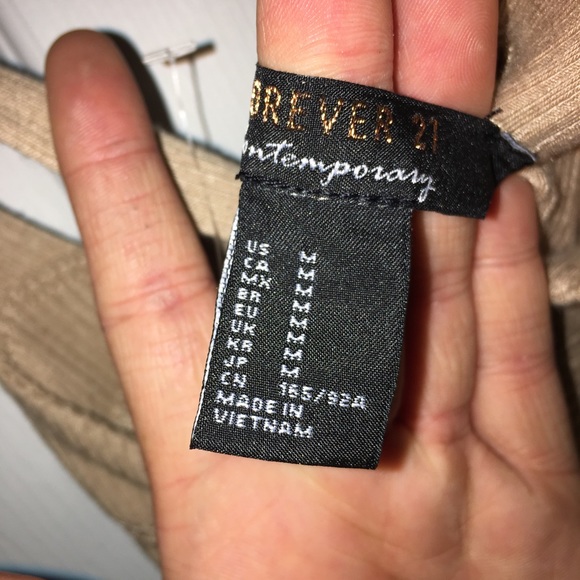 OREVER 21
ontemporary
US M
CA M
MX M
BR M
EU M
UK M
KR M
JP M
CN 165/92A
MADE IN
VIETNAM